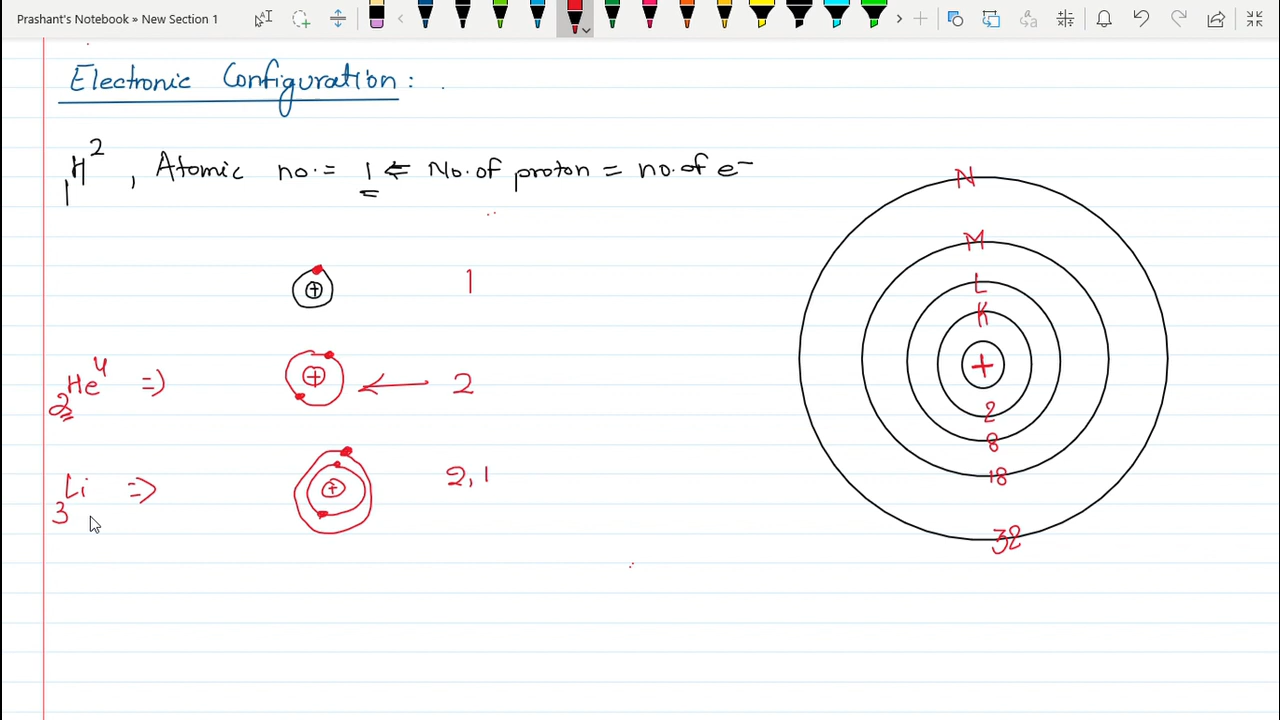 Prashant's Notebook » New Section 1
Electronic Configuration :
₁H², Atomic no. = 1 ⇐ No. of proton = no. of e⁻
+ 1
₂He⁴ => + ← 2
₃Li => + 2, 1
N
M
L
K
+
2
8
18
32